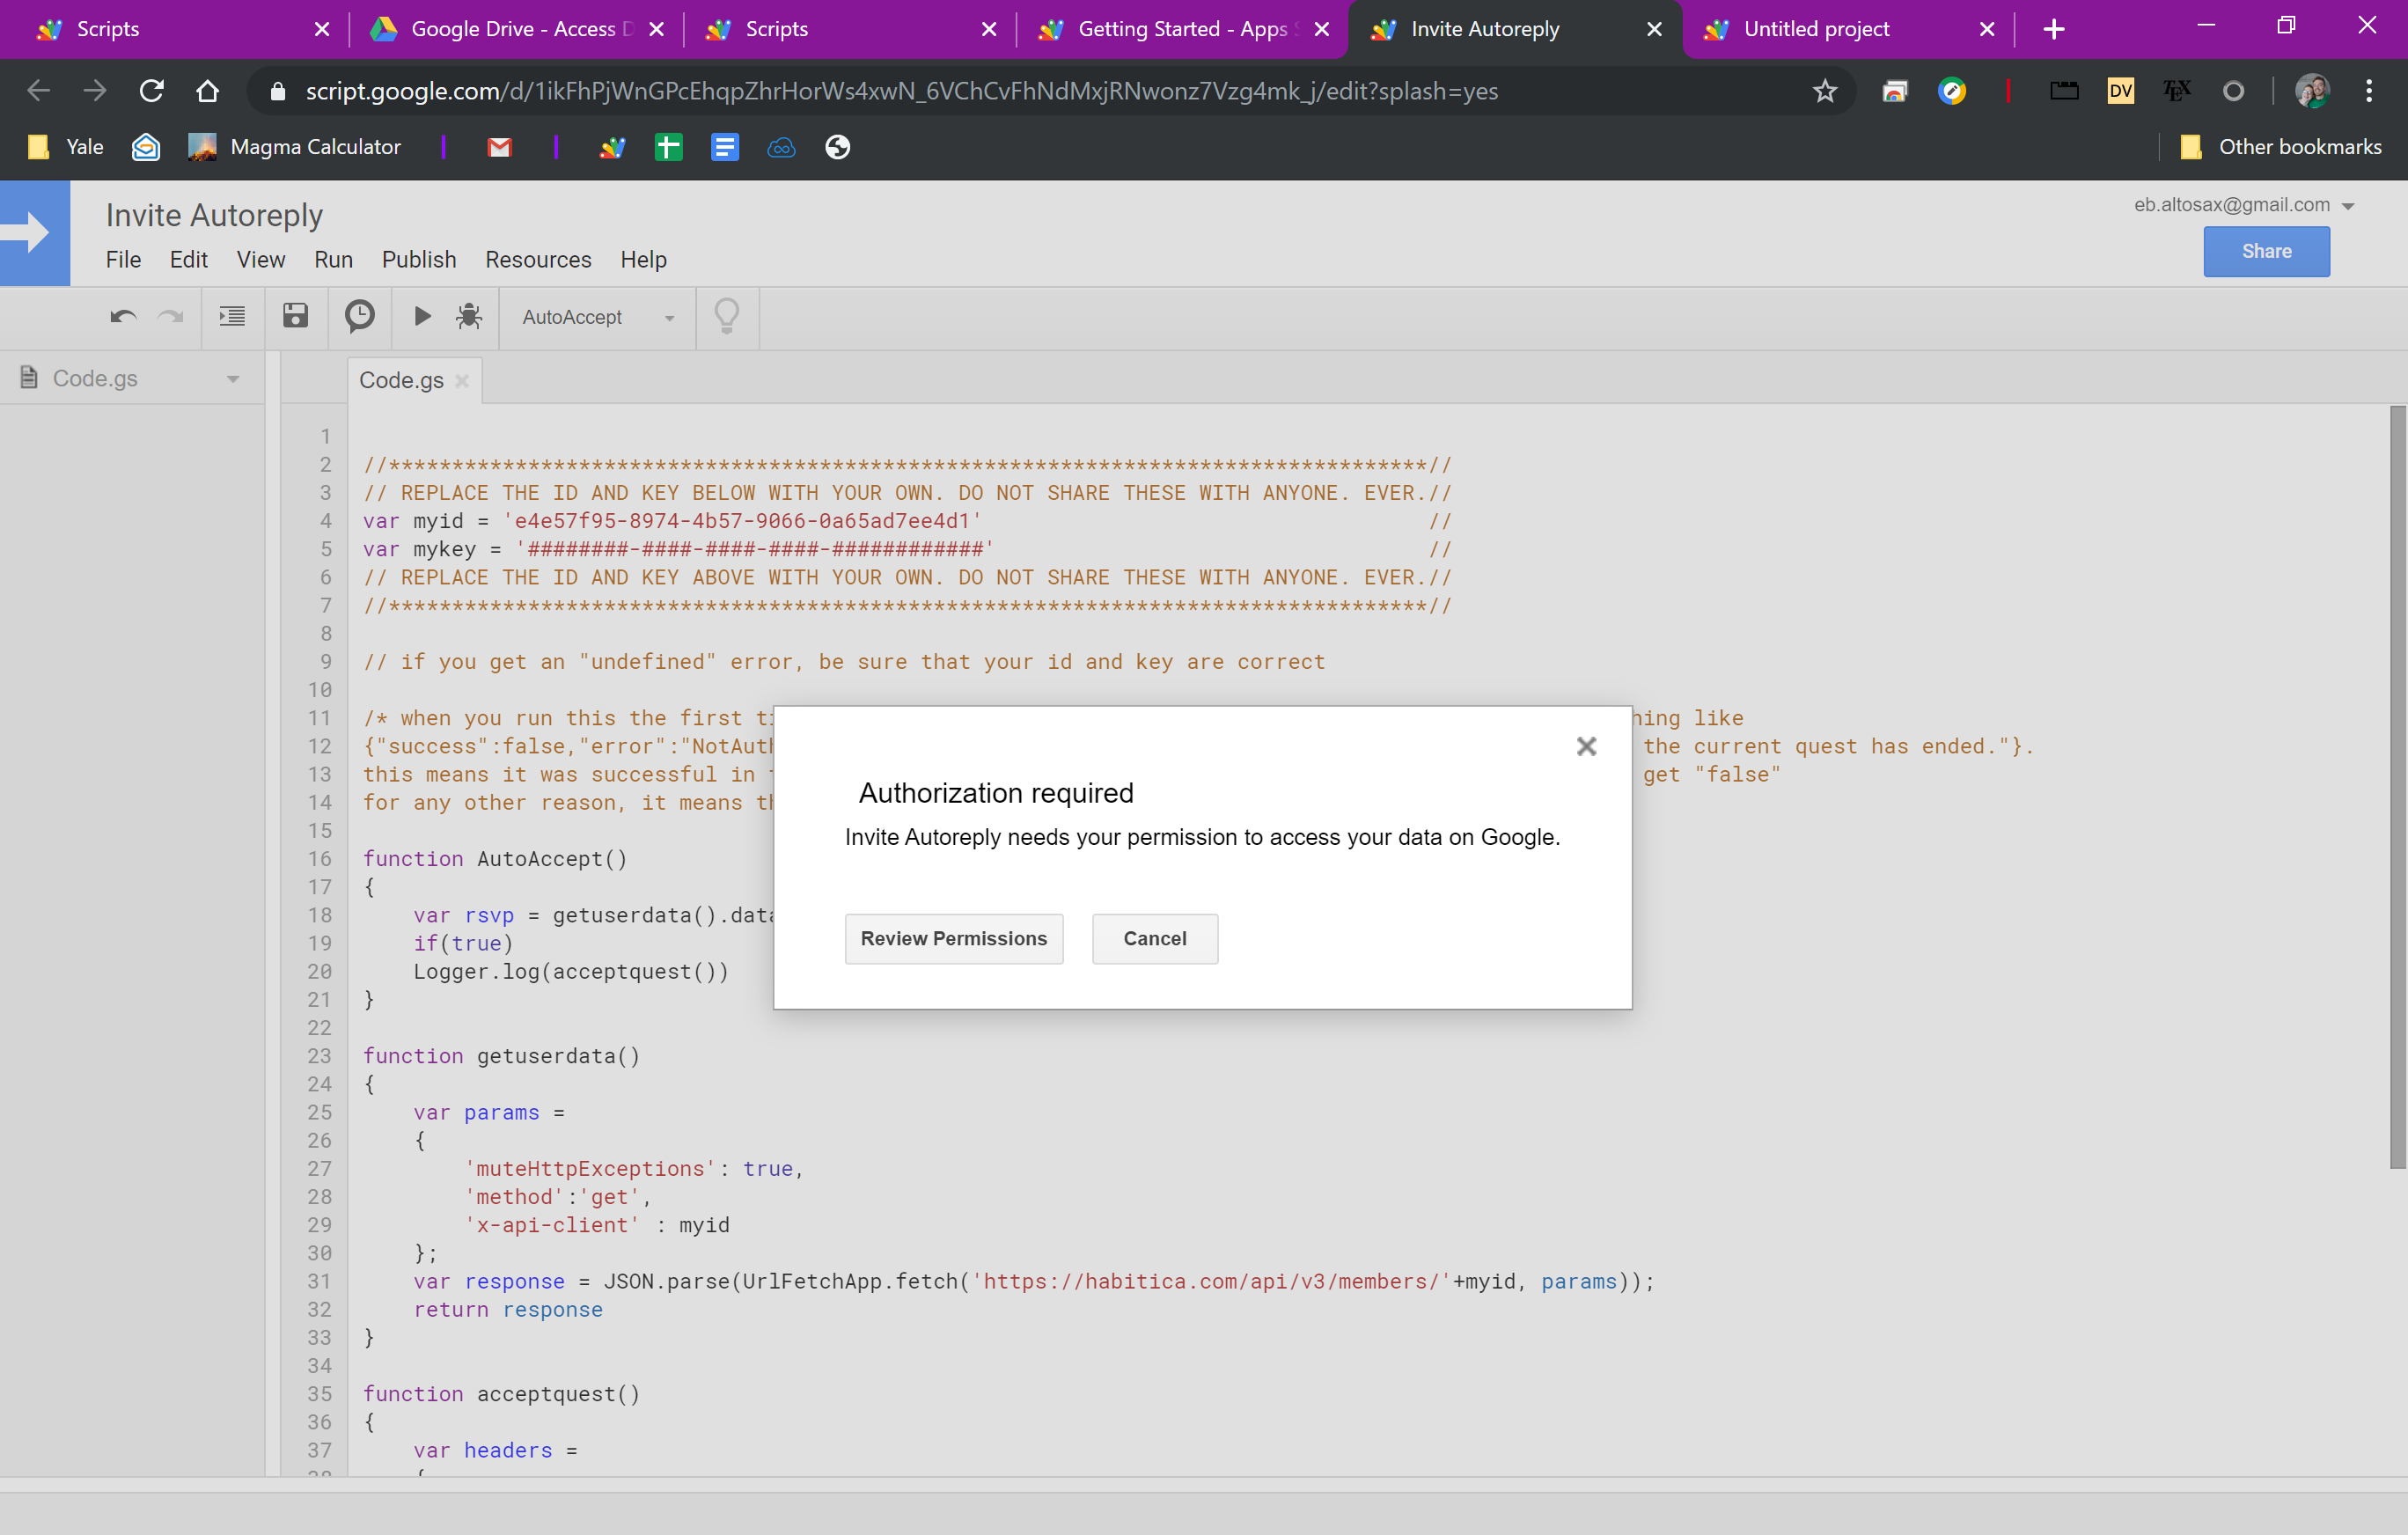 Scripts
Google Drive - Access D
Scripts
Getting Started - Apps S
Invite Autoreply
Untitled project
script.google.com/d/1ikFhPjWnGPcEhqpZhrHorWs4xwN_6VChCvFhNdMxjRNwonz7Vzg4mk_j/edit?splash=yes
DV
TEX
Yale
Magma Calculator
Other bookmarks
Invite Autoreply
eb.altosax@gmail.com
File Edit View Run Publish Resources Help
Share
AutoAccept
Code.gs
Code.gs
1
2 //**********************************************************************************//
3 // REPLACE THE ID AND KEY BELOW WITH YOUR OWN. DO NOT SHARE THESE WITH ANYONE. EVER.//
4 var myid = 'e4e57f95-8974-4b57-9066-0a65ad7ee4d1' //
5 var mykey = '########-####-####-####-############' //
6 // REPLACE THE ID AND KEY ABOVE WITH YOUR OWN. DO NOT SHARE THESE WITH ANYONE. EVER.//
7 //**********************************************************************************//
8
9 // if you get an "undefined" error, be sure that your id and key are correct
10
11 /* when you run this the first ti hing like
12 {"success":false,"error":"NotAuth the current quest has ended."}.
13 this means it was successful in t get "false"
14 for any other reason, it means th
15
16 function AutoAccept()
17 {
18 var rsvp = getuserdata().data
19 if(true)
20 Logger.log(acceptquest())
21 }
22
23 function getuserdata()
24 {
25 var params =
26 {
27 'muteHttpExceptions': true,
28 'method':'get',
29 'x-api-client' : myid
30 };
31 var response = JSON.parse(UrlFetchApp.fetch('https://habitica.com/api/v3/members/'+myid, params));
32 return response
33 }
34
35 function acceptquest()
36 {
37 var headers =
38 {
Authorization required
Invite Autoreply needs your permission to access your data on Google.
Review Permissions
Cancel